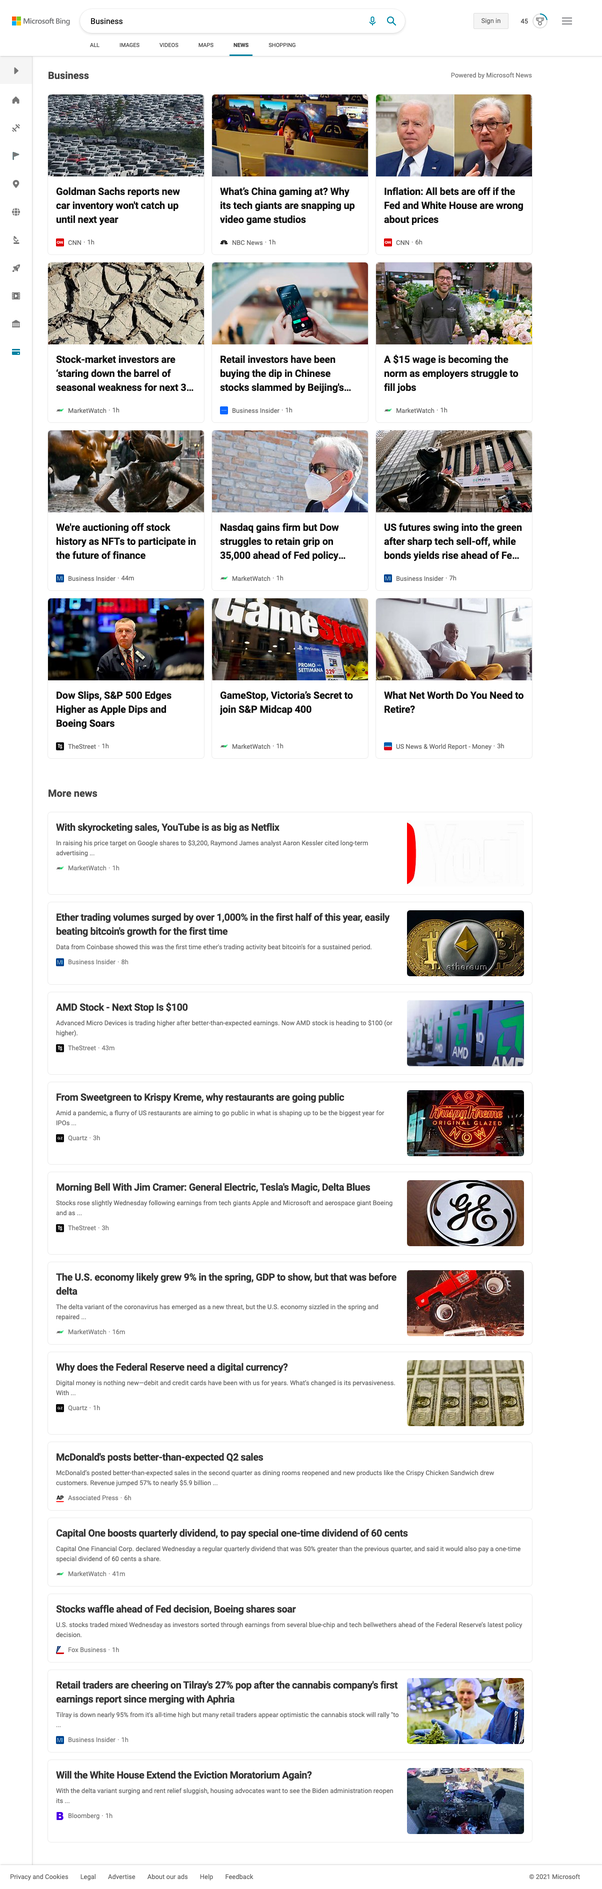 Microsoft Bing
Business
Sign in
45
ALL IMAGES VIDEOS MAPS NEWS SHOPPING
Business
Powered by Microsoft News
Goldman Sachs reports new
car inventory won't catch up
until next year
CNN · 1h
What's China gaming at? Why
its tech giants are snapping up
video game studios
NBC News · 1h
Inflation: All bets are off if the
Fed and White House are wrong
about prices
CNN · 6h
Stock-market investors are
'staring down the barrel of
seasonal weakness for next 3...
MarketWatch · 1h
Retail investors have been
buying the dip in Chinese
stocks slammed by Beijing's...
Business Insider · 1h
A $15 wage is becoming the
norm as employers struggle to
fill jobs
MarketWatch · 1h
We're auctioning off stock
history as NFTs to participate in
the future of finance
Business Insider · 44m
Nasdaq gains firm but Dow
struggles to retain grip on
35,000 ahead of Fed policy...
MarketWatch · 1h
US futures swing into the green
after sharp tech sell-off, while
bonds yields rise ahead of Fe...
Business Insider · 7h
GameStop
PROMO
SETTIMANA
Dow Slips, S&P 500 Edges
Higher as Apple Dips and
Boeing Soars
TheStreet · 1h
GameStop, Victoria's Secret to
join S&P Midcap 400
MarketWatch · 1h
What Net Worth Do You Need to
Retire?
US News & World Report - Money · 3h
More news
With skyrocketing sales, YouTube is as big as Netflix
In raising his price target on Google shares to $3,200, Raymond James analyst Aaron Kessler cited long-term
advertising ...
MarketWatch · 1h
Ether trading volumes surged by over 1,000% in the first half of this year, easily
beating bitcoin's growth for the first time
Data from Coinbase showed this was the first time ether's trading activity beat bitcoin's for a sustained period.
Business Insider · 8h
ethereum
AMD Stock - Next Stop Is $100
Advanced Micro Devices is trading higher after better-than-expected earnings. Now AMD stock is heading to $100 (or
higher).
TheStreet · 43m
AMD
AMD
From Sweetgreen to Krispy Kreme, why restaurants are going public
Amid a pandemic, a flurry of US restaurants are aiming to go public in what is shaping up to be the biggest year for
IPOs ...
Quartz · 3h
HOT
Krispy Kreme
ORIGINAL GLAZED
NOW
Morning Bell With Jim Cramer: General Electric, Tesla's Magic, Delta Blues
Stocks rose slightly Wednesday following earnings from tech giants Apple and Microsoft and aerospace giant Boeing
and as ...
TheStreet · 3h
GE
The U.S. economy likely grew 9% in the spring, GDP to show, but that was before
delta
The delta variant of the coronavirus has emerged as a new threat, but the U.S. economy sizzled in the spring and
repaired ...
MarketWatch · 16m
Why does the Federal Reserve need a digital currency?
Digital money is nothing new—debit and credit cards have been with us for years. What's changed is its pervasiveness.
With ...
Quartz · 1h
McDonald's posts better-than-expected Q2 sales
McDonald's posted better-than-expected sales in the second quarter as dining rooms reopened and new products like the Crispy Chicken Sandwich drew
customers. Revenue jumped 57% to nearly $5.9 billion ...
Associated Press · 6h
Capital One boosts quarterly dividend, to pay special one-time dividend of 60 cents
Capital One Financial Corp. declared Wednesday a regular quarterly dividend that was 50% greater than the previous quarter, and said it would also pay a one-time
special dividend of 60 cents a share.
MarketWatch · 41m
Stocks waffle ahead of Fed decision, Boeing shares soar
U.S. stocks traded mixed Wednesday as investors sorted through earnings from several blue-chip and tech bellwethers ahead of the Federal Reserve's latest policy
decision.
Fox Business · 1h
Retail traders are cheering on Tilray's 27% pop after the cannabis company's first
earnings report since merging with Aphria
Tilray is down nearly 95% from it's all-time high but many retail traders appear optimistic the cannabis stock will rally "to
...
Business Insider · 1h
Will the White House Extend the Eviction Moratorium Again?
With the delta variant surging and rent relief sluggish, housing advocates want to see the Biden administration reopen
its ...
Bloomberg · 1h
Privacy and Cookies Legal Advertise About our ads Help Feedback
© 2021 Microsoft